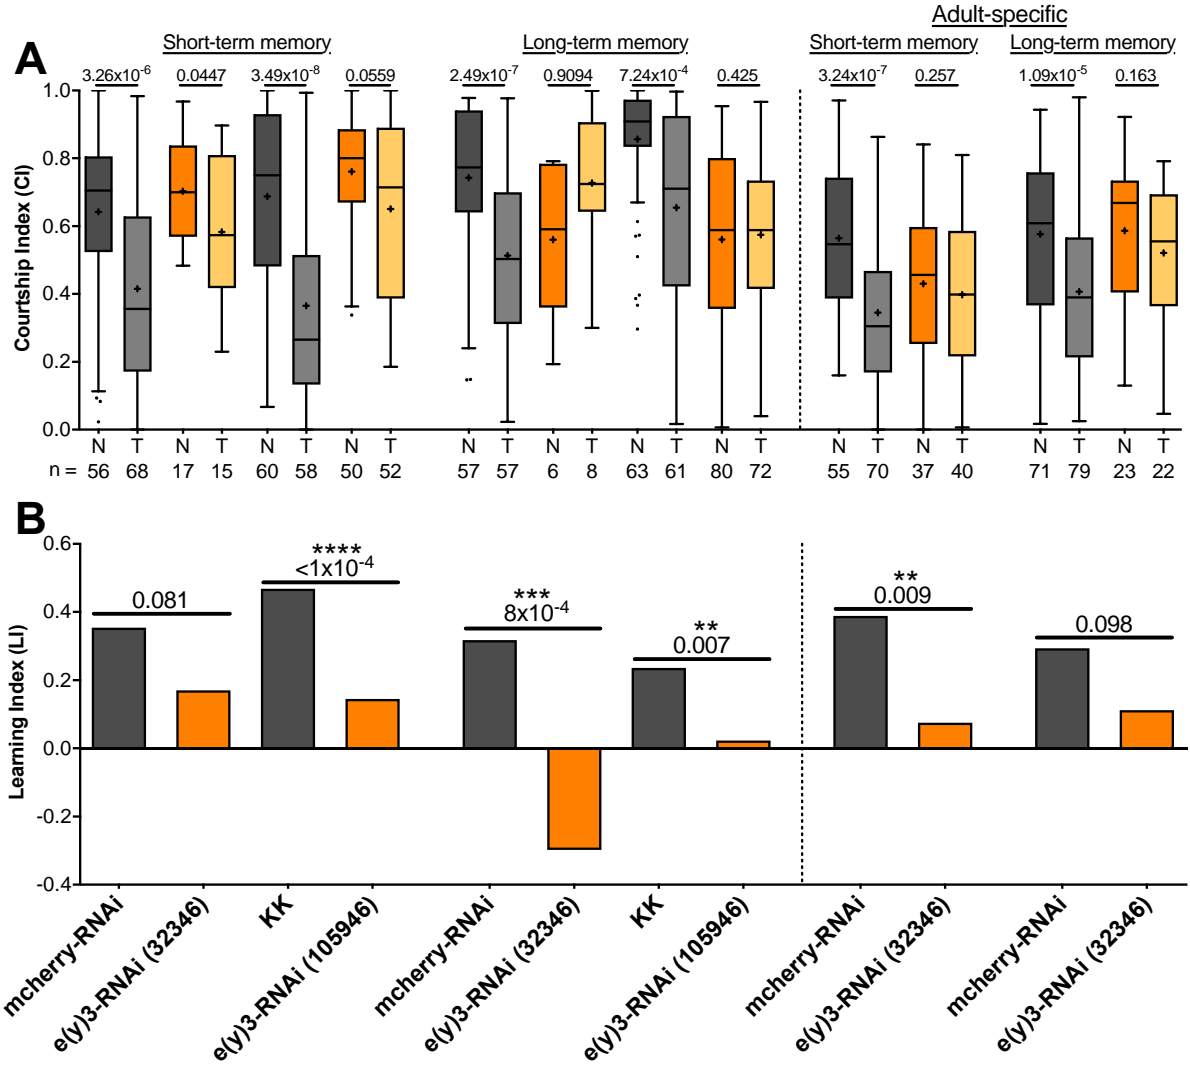 Adult-specific
A
Short-term memory Long-term memory Short-term memory Long-term memory
3.26x10-6 0.0447 3.49x10-8 0.0559 2.49x10-7 0.9094 7.24x10-4 0.425 3.24x10-7 0.257 1.09x10-5 0.163
Courtship Index (CI)
1.0
0.8
0.6
0.4
0.2
0.0
N T N T N T N T N T N T N T N T N T N T N T N T
n = 56 68 17 15 60 58 50 52 57 57 6 8 63 61 80 72 55 70 37 40 71 79 23 22
B
Learning Index (LI)
0.6
0.4
0.2
0.0
-0.2
-0.4
0.081
****
<1x10-4
***
8x10-4
**
0.007
**
0.009
0.098
mcherry-RNAi
e(y)3-RNAi (32346)
KK
e(y)3-RNAi (105946)
mcherry-RNAi
e(y)3-RNAi (32346)
KK
e(y)3-RNAi (105946)
mcherry-RNAi
e(y)3-RNAi (32346)
mcherry-RNAi
e(y)3-RNAi (32346)